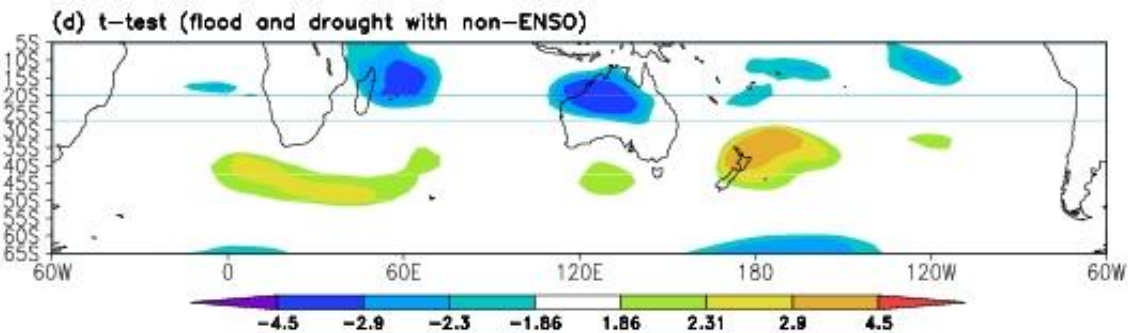 (d) t-test (flood and drought with non-ENSO)
5S
10S
15S
20S
25S
30S
35S
40S
45S
50S
55S
60S
65S
60W 0 60E 120E 180 120W 60W
-4.5 -2.9 -2.3 -1.86 1.86 2.31 2.9 4.5